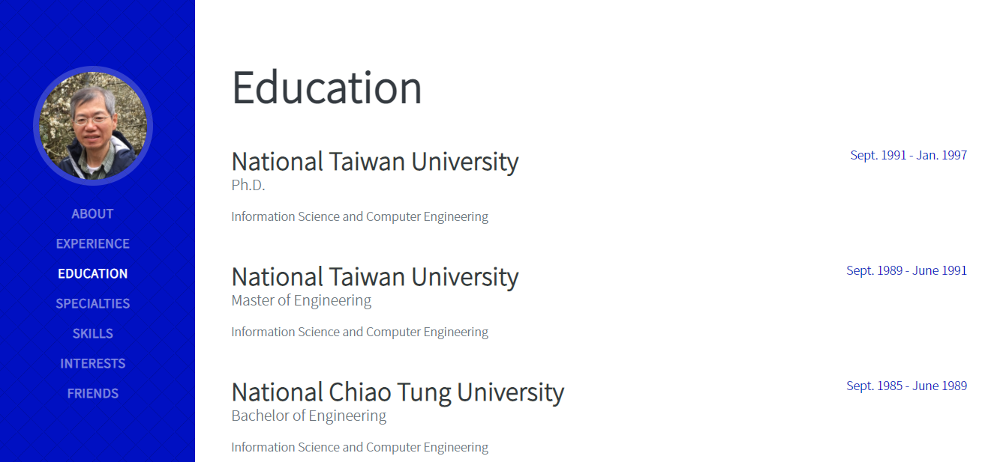 ABOUT
EXPERIENCE
EDUCATION
SPECIALTIES
SKILLS
INTERESTS
FRIENDS
Education
National Taiwan University
Sept. 1991 - Jan. 1997
Ph.D.
Information Science and Computer Engineering
National Taiwan University
Sept. 1989 - June 1991
Master of Engineering
Information Science and Computer Engineering
National Chiao Tung University
Sept. 1985 - June 1989
Bachelor of Engineering
Information Science and Computer Engineering